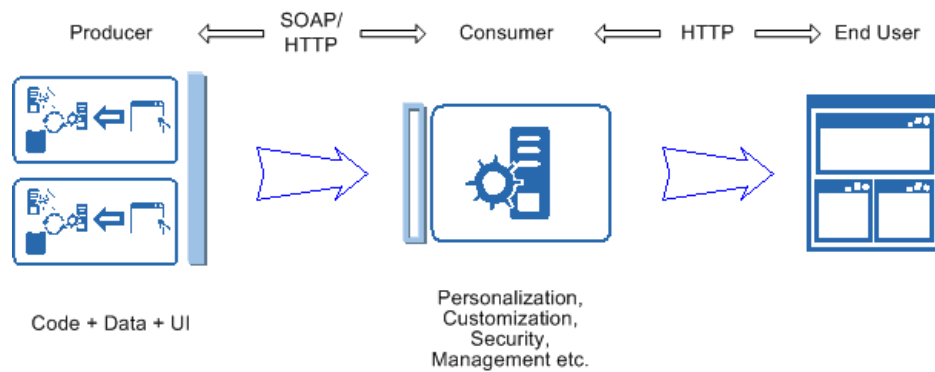 Producer
SOAP/
HTTP
Consumer
HTTP
End User
Code + Data + UI
Personalization,
Customization,
Security,
Management etc.